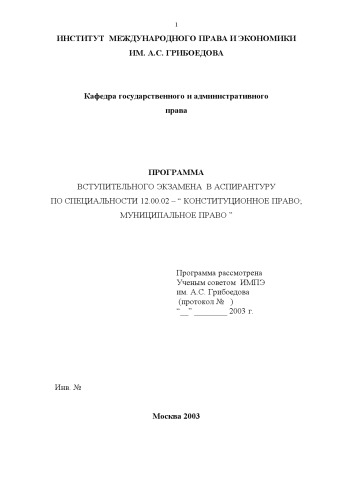 1
ИНСТИТУТ МЕЖДУНАРОДНОГО ПРАВА И ЭКОНОМИКИ
ИМ. А.С. ГРИБОЕДОВА
Кафедра государственного и административного
права
ПРОГРАММА
ВСТУПИТЕЛЬНОГО ЭКЗАМЕНА В АСПИРАНТУРУ
ПО СПЕЦИАЛЬНОСТИ 12.00.02 – “ КОНСТИТУЦИОННОЕ ПРАВО;
МУНИЦИПАЛЬНОЕ ПРАВО ”
Программа рассмотрена
Ученым советом ИМПЭ
им. А.С. Грибоедова
(протокол № )
“__” ________ 2003 г.
Инв. №
Москва 2003